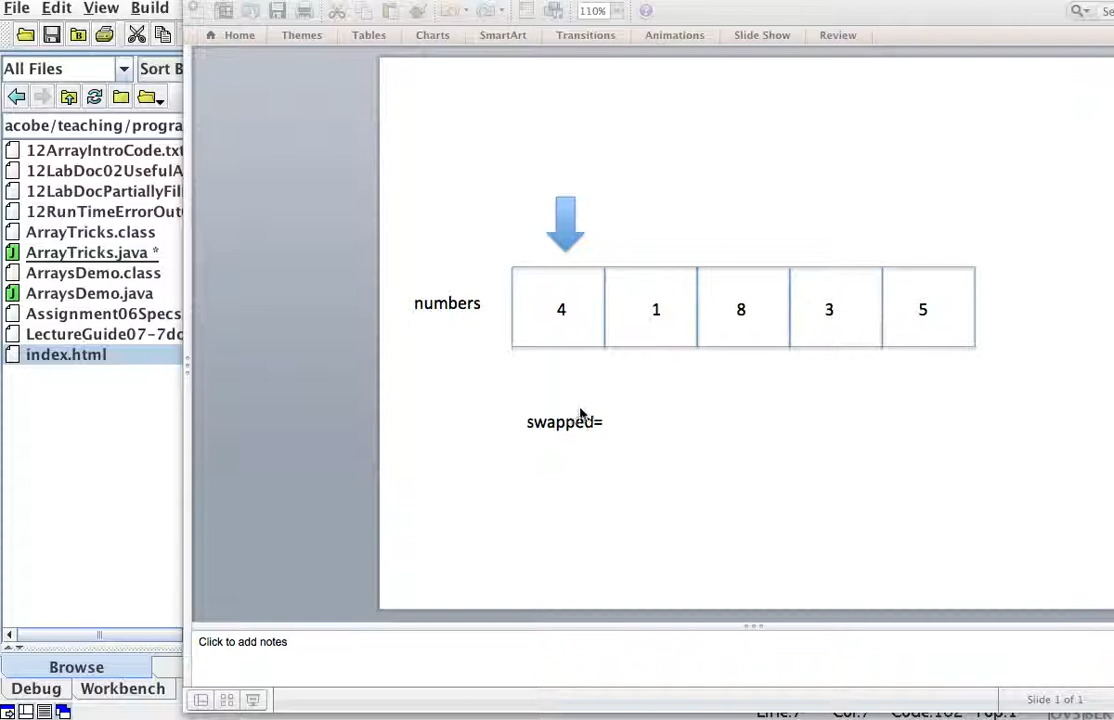 File Edit View Build
110%
Home Themes Tables Charts SmartArt Transitions Animations Slide Show Review
All Files Sort B
acobe/teaching/progra
12ArrayIntroCode.txt
12LabDoc02UsefulA
12LabDocPartiallyFil
12RunTimeErrorOut
ArrayTricks.class
ArrayTricks.java *
ArraysDemo.class
ArraysDemo.java
Assignment06Specs
LectureGuide07-7do
index.html
numbers 4 1 8 3 5
swapped=
Click to add notes
Browse
Debug Workbench
Slide 1 of 1